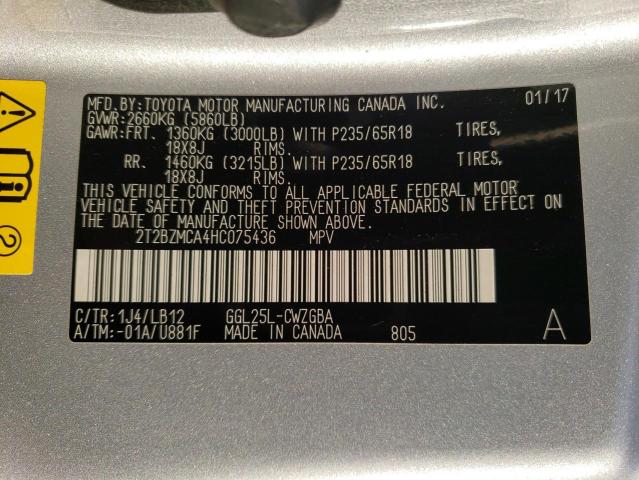 MFD.BY:TOYOTA MOTOR MANUFACTURING CANADA INC. 01/17
GVWR:2660KG (5860LB)
GAWR:FRT. 1360KG (3000LB) WITH P235/65R18 TIRES,
18X8J RIMS.
RR. 1460KG (3215LB) WITH P235/65R18 TIRES,
18X8J RIMS.
THIS VEHICLE CONFORMS TO ALL APPLICABLE FEDERAL MOTOR
VEHICLE SAFETY AND THEFT PREVENTION STANDARDS IN EFFECT ON
THE DATE OF MANUFACTURE SHOWN ABOVE.
2T2BZMCA4HC075436 MPV
C/TR:1J4/LB12 GGL25L-CWZGBA
A/TM:-01A/U881F MADE IN CANADA 805 A
2